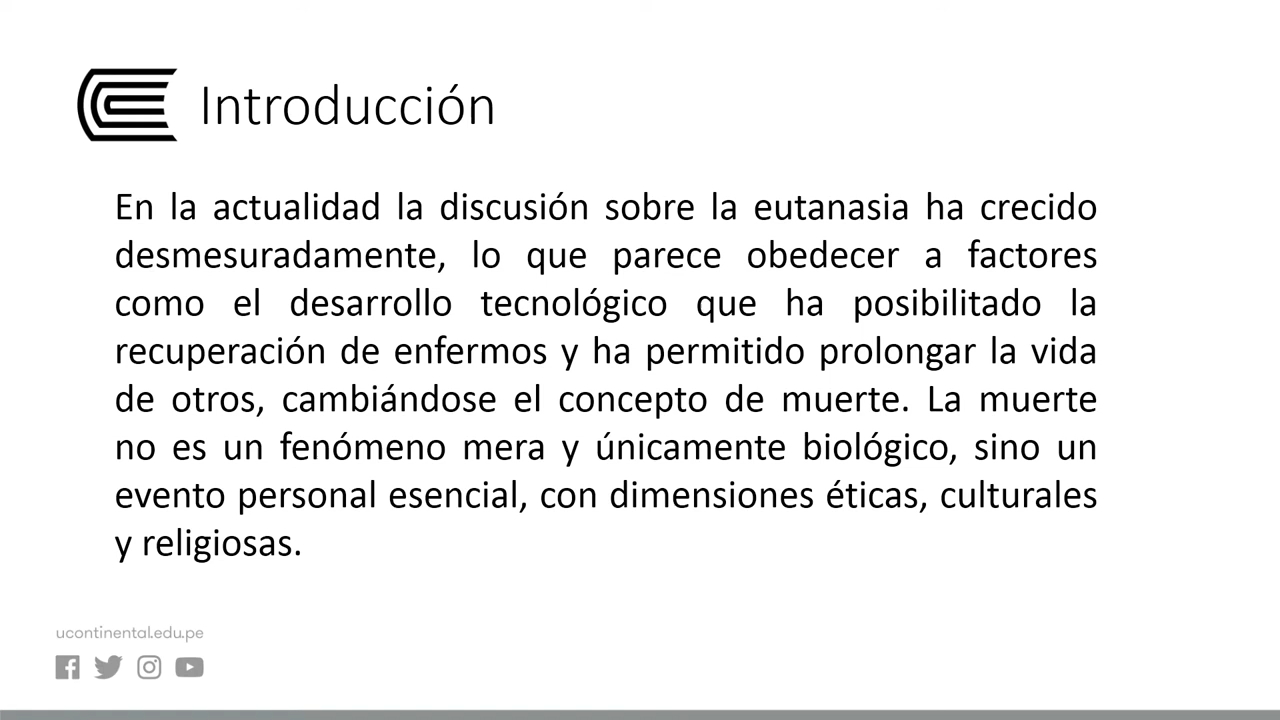 Introducción
En la actualidad la discusión sobre la eutanasia ha crecido
desmesuradamente, lo que parece obedecer a factores
como el desarrollo tecnológico que ha posibilitado la
recuperación de enfermos y ha permitido prolongar la vida
de otros, cambiándose el concepto de muerte. La muerte
no es un fenómeno mera y únicamente biológico, sino un
evento personal esencial, con dimensiones éticas, culturales
y religiosas.
ucontinental.edu.pe